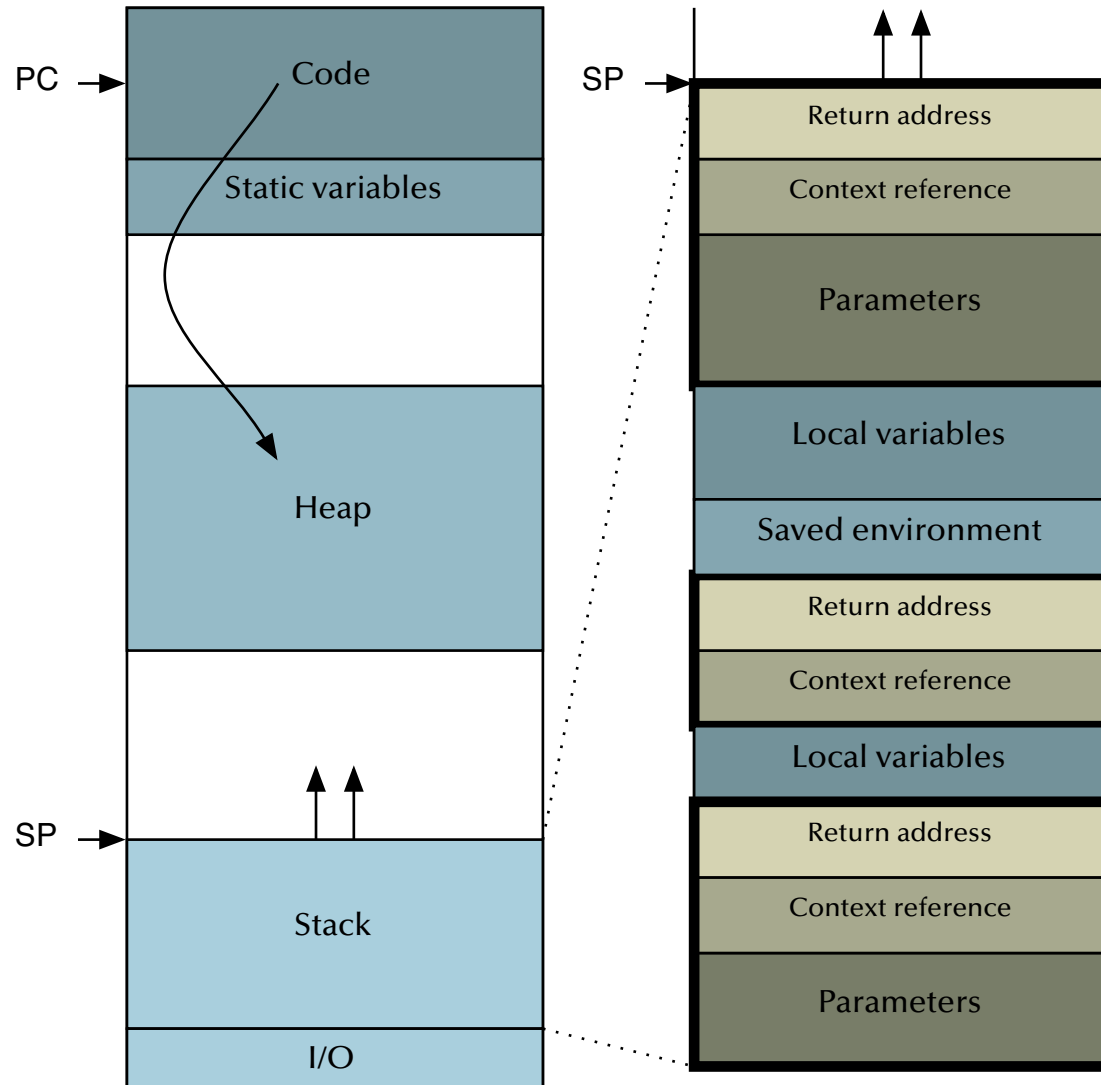 PC
Code
Static variables
Heap
SP
Stack
I/O
SP
Return address
Context reference
Parameters
Local variables
Saved environment
Return address
Context reference
Local variables
Return address
Context reference
Parameters